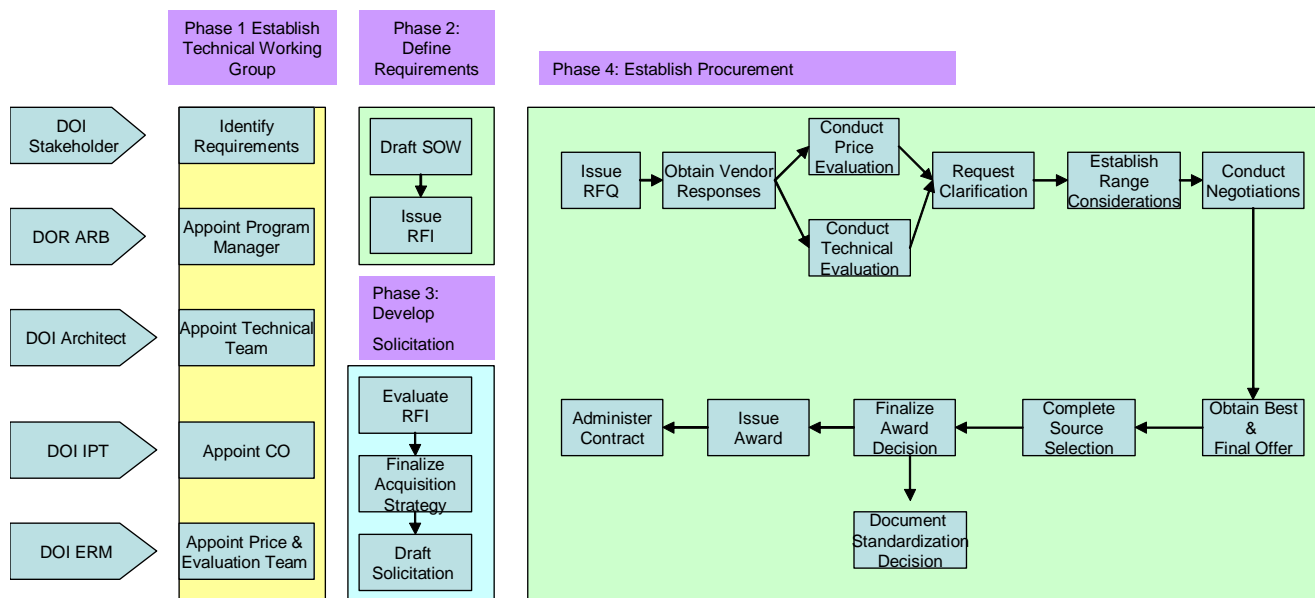 Phase 1 Establish
Technical Working
Group
Phase 2:
Define
Requirements
Phase 4: Establish Procurement
DOI
Stakeholder
Identify
Requirements
DOR ARB
Appoint Program
Manager
DOI Architect
Appoint Technical
Team
DOI IPT
Appoint CO
DOI ERM
Appoint Price &
Evaluation Team
Draft SOW
Issue
RFI
Phase 3:
Develop
Solicitation
Evaluate
RFI
Finalize
Acquisition
Strategy
Draft
Solicitation
Issue
RFQ
Obtain Vendor
Responses
Conduct
Price
Evaluation
Conduct
Technical
Evaluation
Request
Clarification
Establish
Range
Considerations
Conduct
Negotiations
Obtain Best
&
Final Offer
Complete
Source
Selection
Finalize
Award
Decision
Issue
Award
Administer
Contract
Document
Standardization
Decision